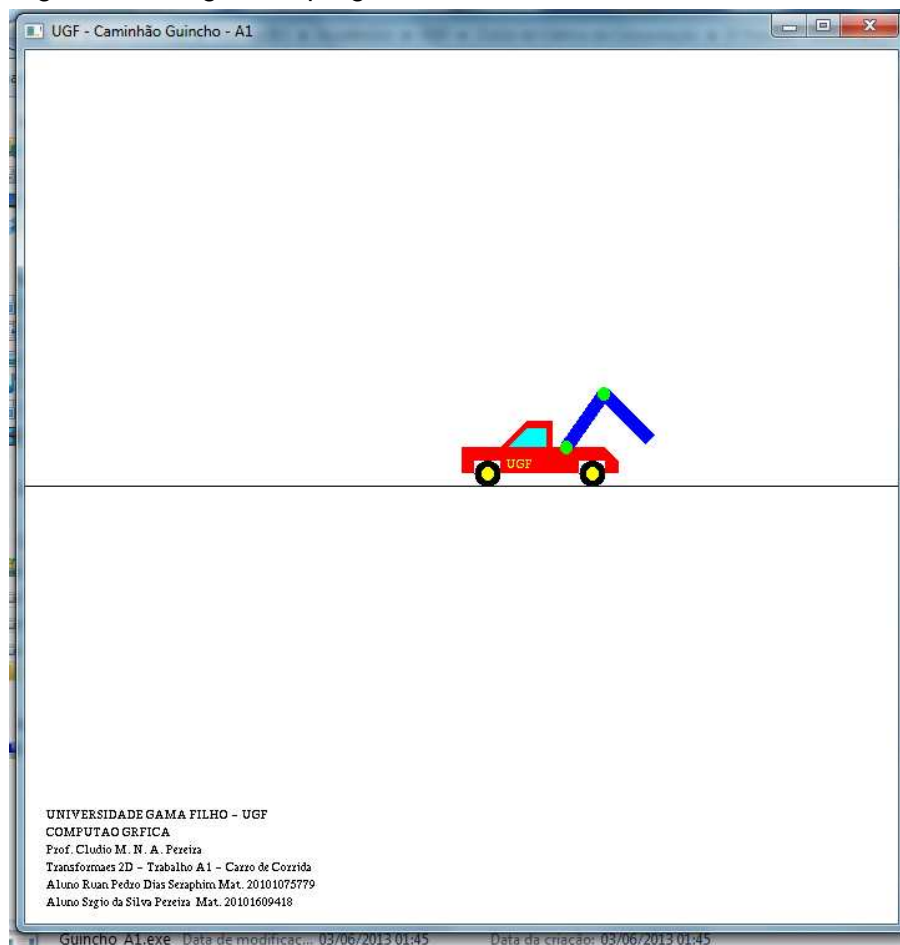 UGF - Caminhão Guincho - A1
UGF
UNIVERSIDADE GAMA FILHO - UGF
COMPUTAO GRFICA
Prof. Cludio M. N. A. Pereira
Transformaes 2D - Trabalho A1 - Carro de Corrida
Aluno Ruan Pedro Dias Seraphim Mat. 20101075779
Aluno Srgio da Silva Pereira Mat. 20101609418
Guincho A1.exe Data de modificaç... 03/06/2013 01:45 Data da criação: 03/06/2013 01:45